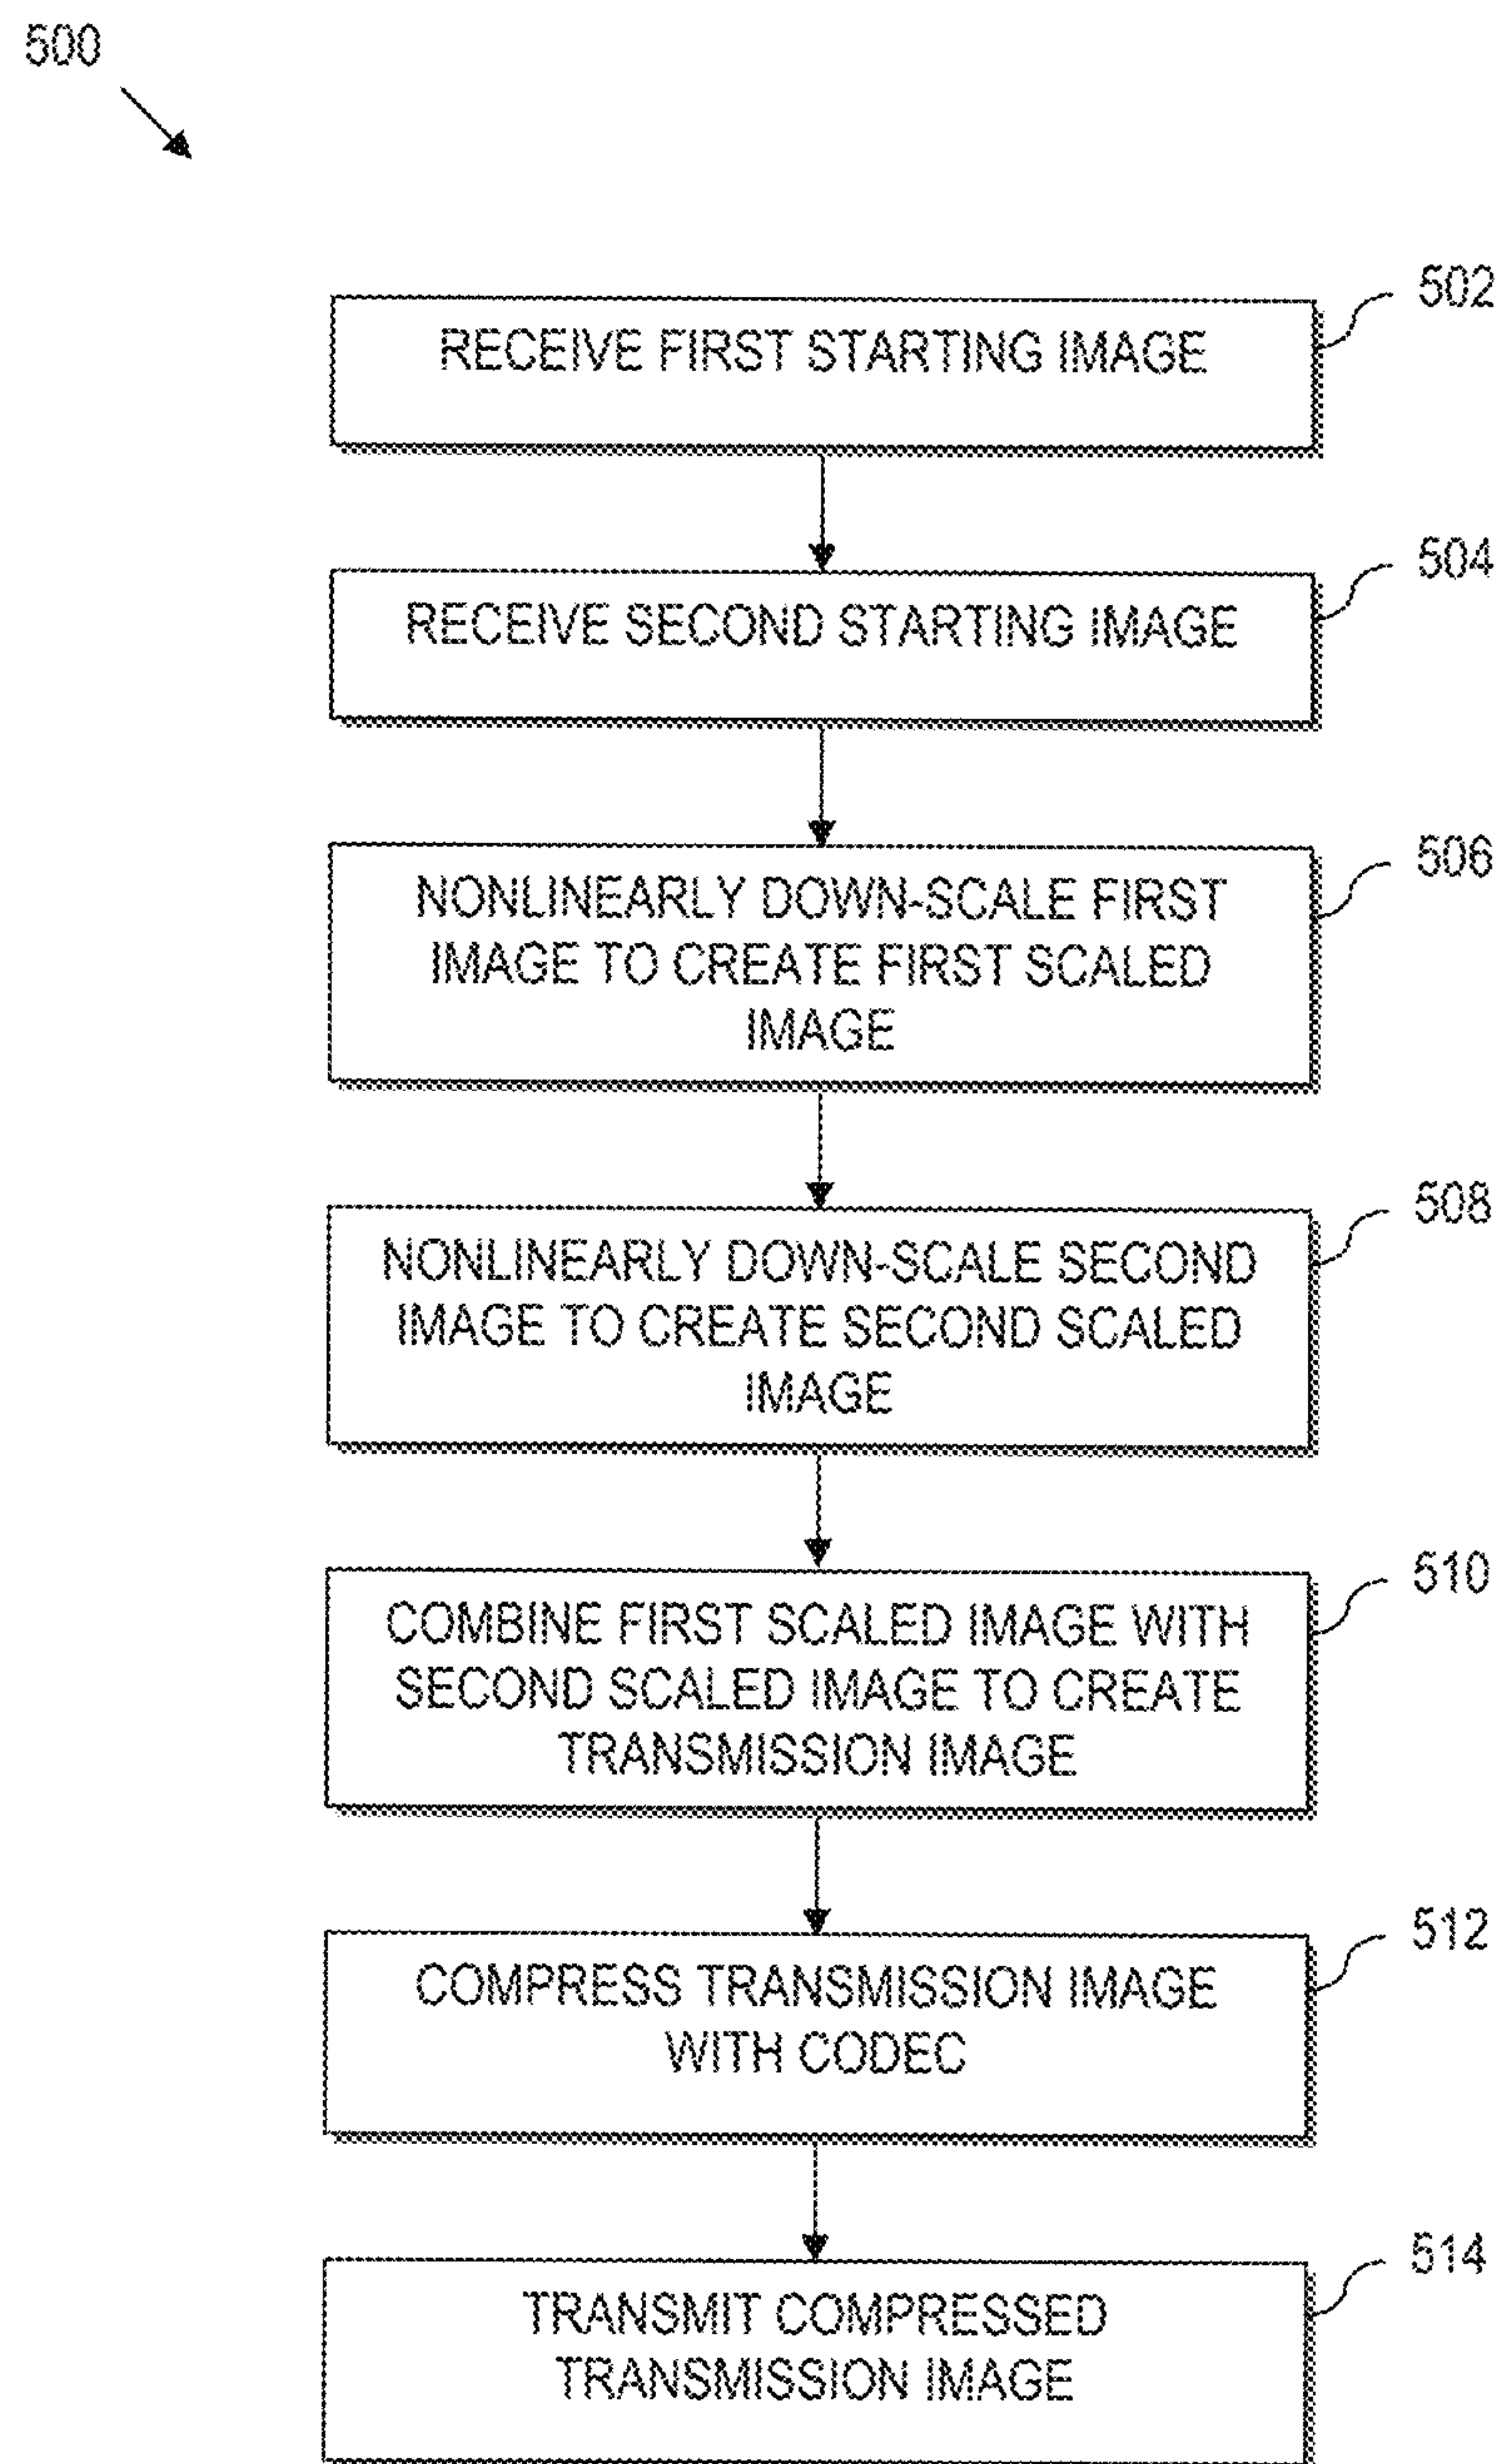 500
RECEIVE FIRST STARTING IMAGE
502
RECEIVE SECOND STARTING IMAGE
504
NONLINEARLY DOWN-SCALE FIRST
IMAGE TO CREATE FIRST SCALED
IMAGE
506
NONLINEARLY DOWN-SCALE SECOND
IMAGE TO CREATE SECOND SCALED
IMAGE
508
COMBINE FIRST SCALED IMAGE WITH
SECOND SCALED IMAGE TO CREATE
TRANSMISSION IMAGE
510
COMPRESS TRANSMISSION IMAGE
WITH CODEC
512
TRANSMIT COMPRESSED
TRANSMISSION IMAGE
514